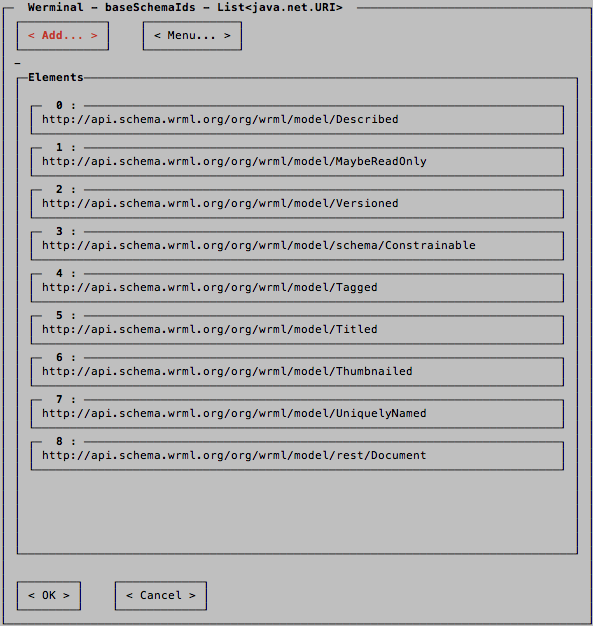 Werminal - baseSchemaIds - List<java.net.URI>
< Add... > < Menu... >
Elements
0 :
http://api.schema.wrml.org/org/wrml/model/Described
1 :
http://api.schema.wrml.org/org/wrml/model/MaybeReadOnly
2 :
http://api.schema.wrml.org/org/wrml/model/Versioned
3 :
http://api.schema.wrml.org/org/wrml/model/schema/Constrainable
4 :
http://api.schema.wrml.org/org/wrml/model/Tagged
5 :
http://api.schema.wrml.org/org/wrml/model/Titled
6 :
http://api.schema.wrml.org/org/wrml/model/Thumbnailed
7 :
http://api.schema.wrml.org/org/wrml/model/UniquelyNamed
8 :
http://api.schema.wrml.org/org/wrml/model/rest/Document
< OK > < Cancel >